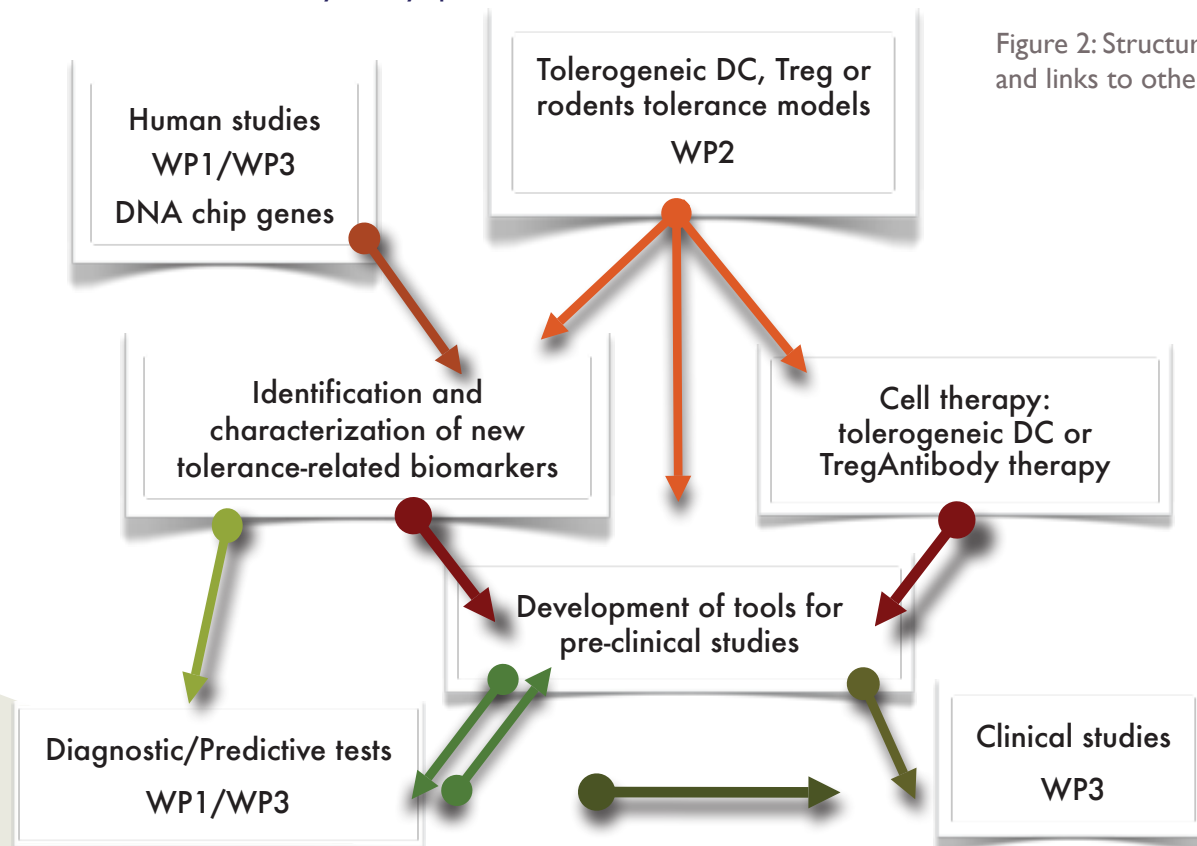 Figure 2: Structur
and links to othe
Tolerogeneic DC, Treg or
rodents tolerance models
WP2
Human studies
WP1/WP3
DNA chip genes
Identification and
characterization of new
tolerance-related biomarkers
Cell therapy:
tolerogeneic DC or
TregAntibody therapy
Development of tools for
pre-clinical studies
Diagnostic/Predictive tests
WP1/WP3
Clinical studies
WP3